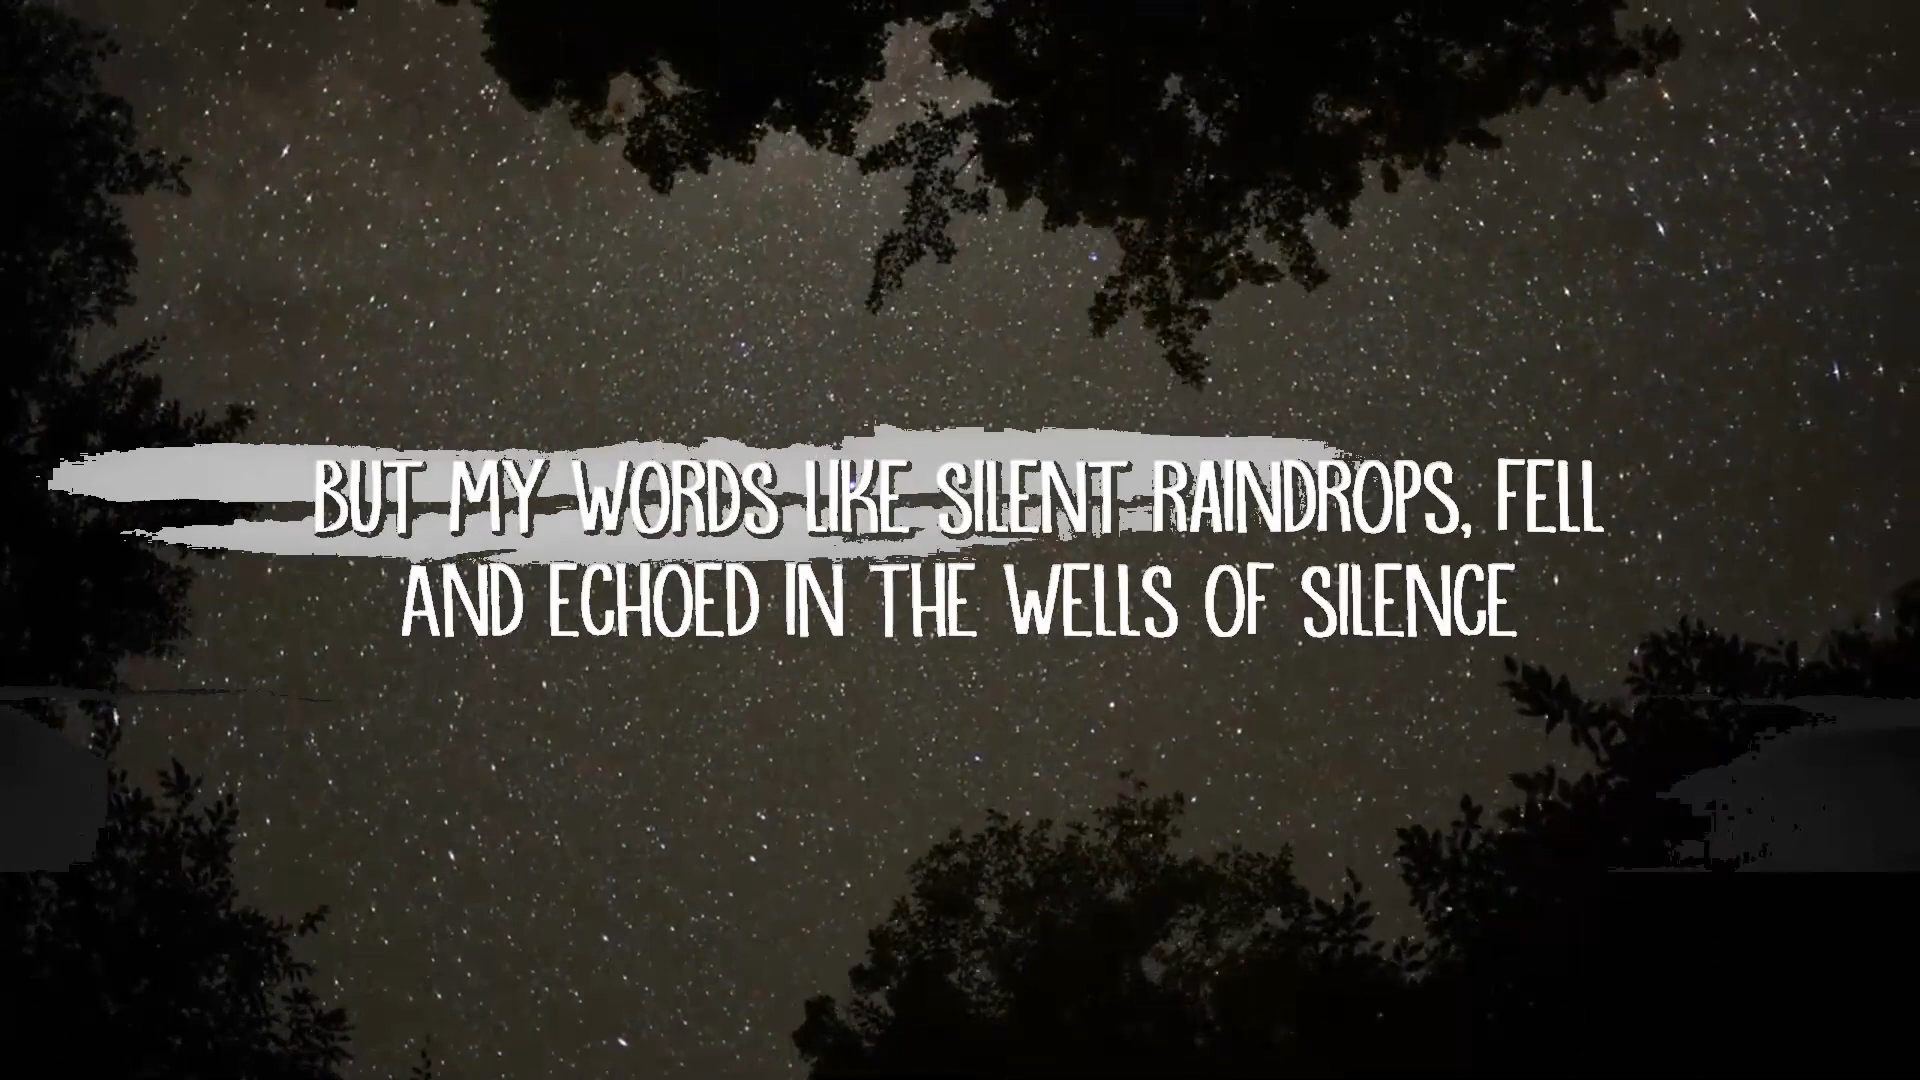 BUT MY WORDS LIKE SILENT RAINDROPS, FELL
AND ECHOED IN THE WELLS OF SILENCE